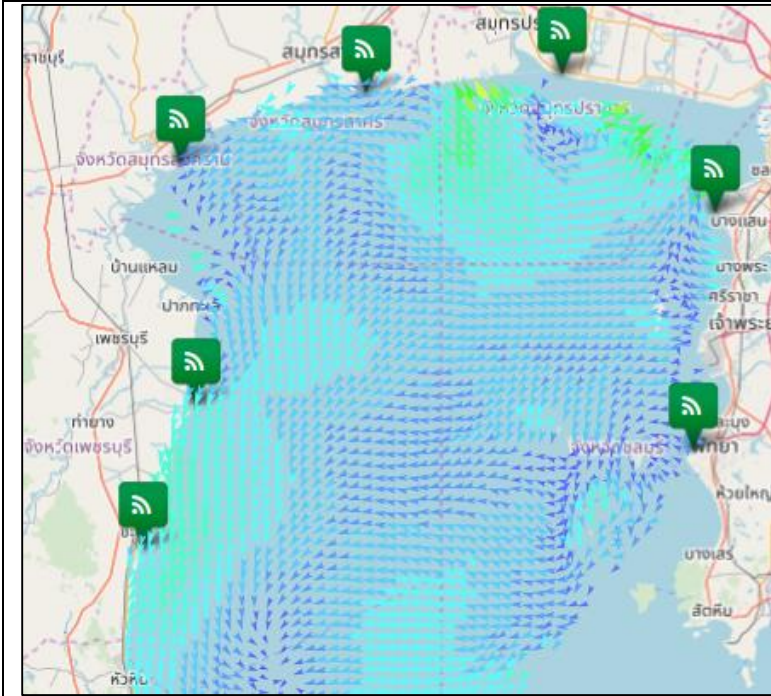 ราชบุรี
สมุทรสา
สมุทรปร
จังหวัดสมุทรสาคร
จังหวัดสมุทรปราการ
จังหวัดสมุทรสงคราม
ชล
บางแสน
บ้านแหลม
บางพระ
ปากทะเล
ศรีราชา
เจ้าพระย
เพชรบุรี
ท่ายาง
จังหวัดเพชรบุรี
จังหวัดชลบุรี
ละมุง
พัทยา
ห้วยใหญ่
ชะ
บางเสร่
สัตหีบ
หัวหิน